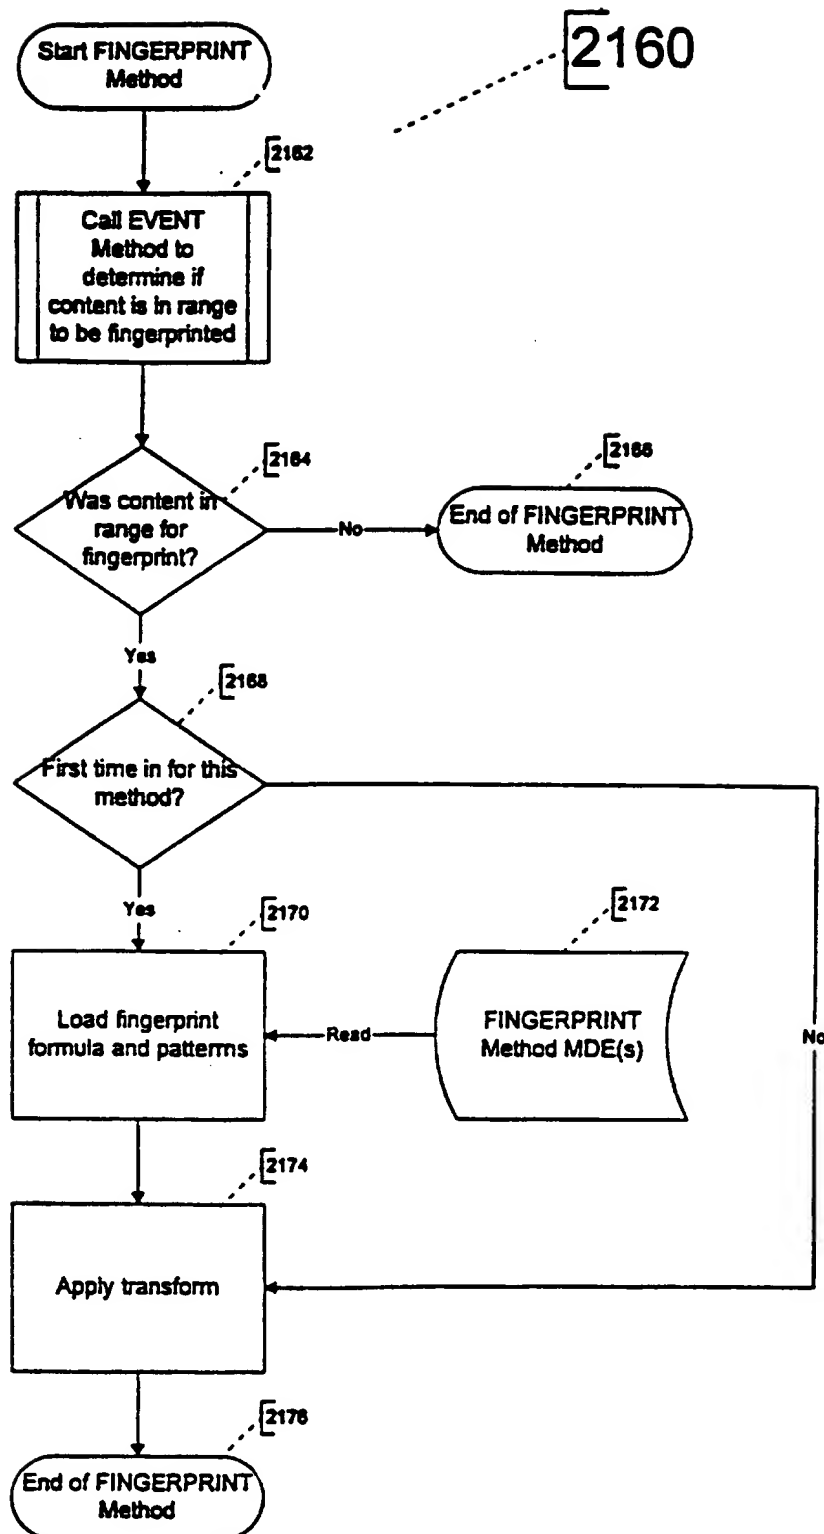 Start FINGERPRINT
Method
2160
2162
Call EVENT
Method to
determine if
content is in range
to be fingerprinted
2164
Was content in
range for
fingerprint?
No
2166
End of FINGERPRINT
Method
Yes
2168
First time in for this
method?
Yes
2170
Load fingerprint
formula and patterns
Read
2172
FINGERPRINT
Method MDE(s)
No
2174
Apply transform
2176
End of FINGERPRINT
Method